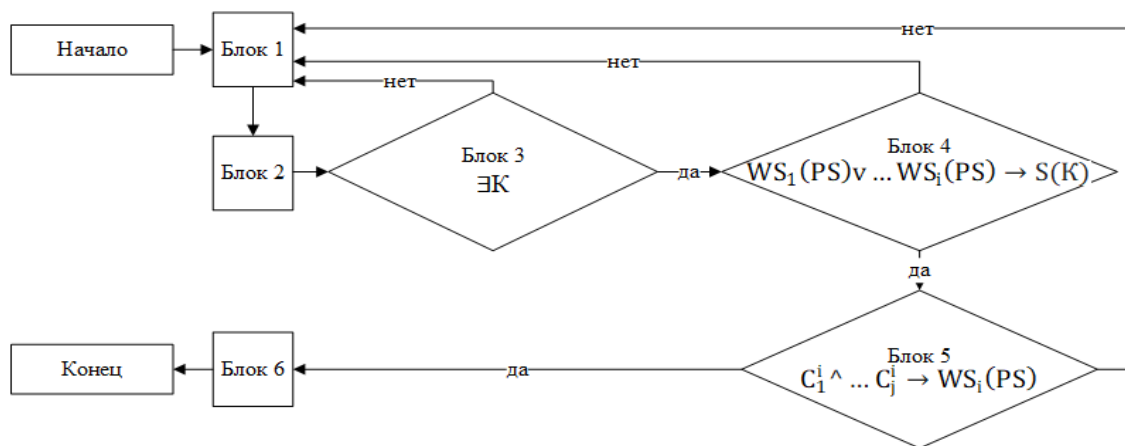 нет
Начало
Блок 1
нет
нет
Блок 2
Блок 3
∃К
да
Блок 4
WS₁(PS)v … WSᵢ(PS) → S(К)
да
Конец
Блок 6
да
Блок 5
C₁ⁱ ^ … Cⱼⁱ → WSᵢ(PS)